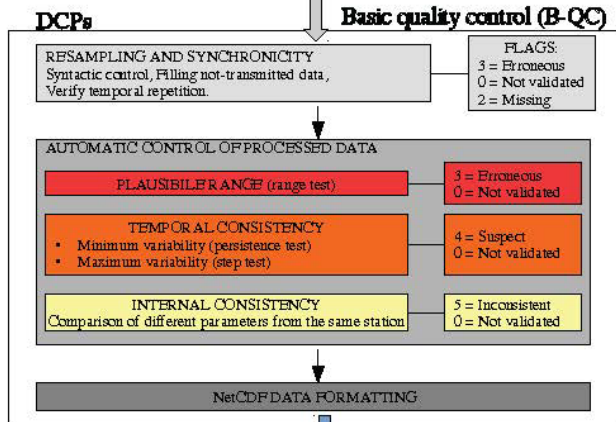 DCPs
Basic quality control (B-QC)
RESAMPLING AND SYNCHRONICITY
Syntactic control, Filling not-transmitted data,
Verify temporal repetition.
FLAGS:
3 = Erroneous
0 = Not validated
2 = Missing
AUTOMATIC CONTROL OF PROCESSED DATA
PLAUSIBILE RANGE (range test)
3 = Erroneous
0 = Not validated
TEMPORAL CONSISTENCY
• Minimum variability (persistence test)
• Maximum variability (step test)
4 = Suspect
0 = Not validated
INTERNAL CONSISTENCY
Comparison of different parameters from the same station
5 = Inconsistent
0 = Not validated
NetCDF DATA FORMATTING